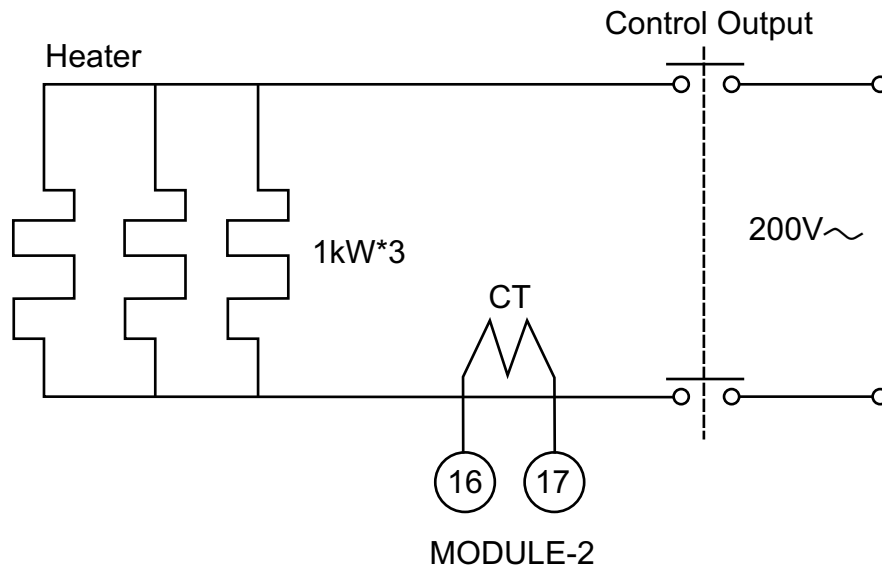 Control Output
Heater
200V～
1kW*3
CT
16
17
MODULE-2